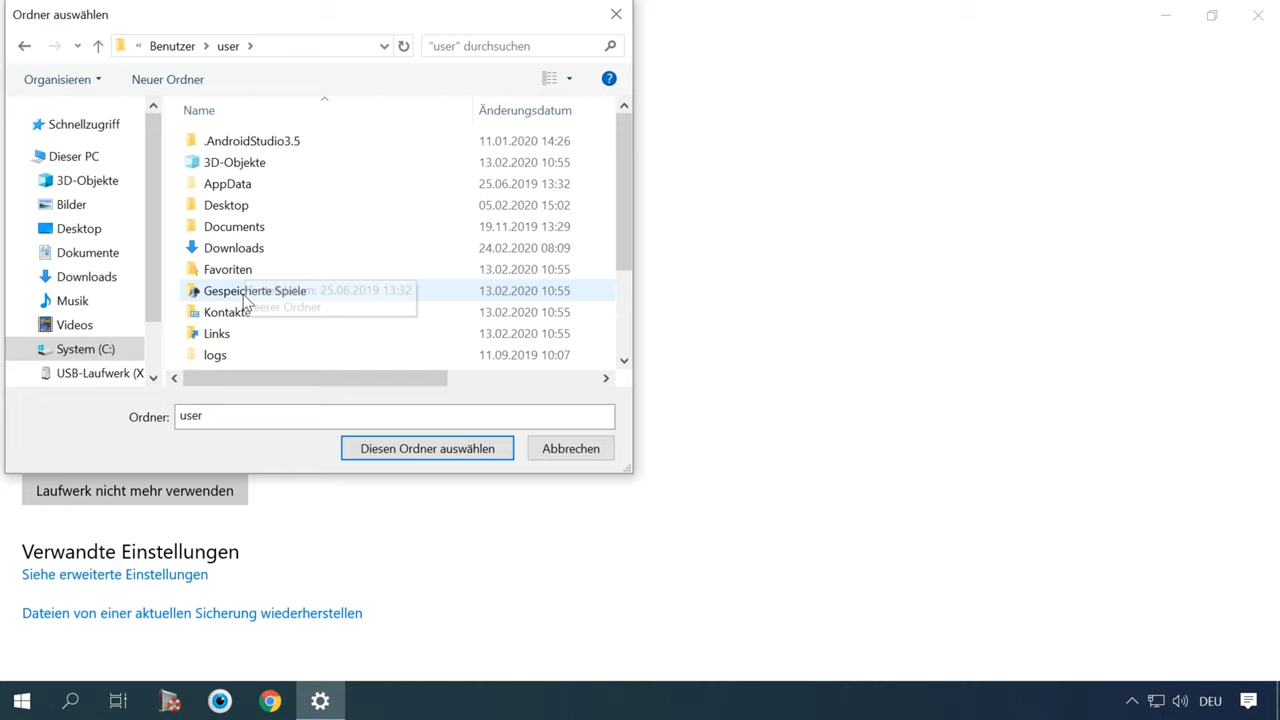 Ordner auswählen
« Benutzer > user >
"user" durchsuchen
Organisieren
Neuer Ordner
?
Name
Änderungsdatum
Schnellzugriff
Dieser PC
3D-Objekte
Bilder
Desktop
Dokumente
Downloads
Musik
Videos
System (C:)
USB-Laufwerk (X
.AndroidStudio3.5 11.01.2020 14:26
3D-Objekte 13.02.2020 10:55
AppData 25.06.2019 13:32
Desktop 05.02.2020 15:02
Documents 19.11.2019 13:29
Downloads 24.02.2020 08:09
Favoriten 13.02.2020 10:55
Gespeicherte Spiele 13.02.2020 10:55
25.06.2019 13:32
Kontakte
Ordner
Links 13.02.2020 10:55
logs 11.09.2019 10:07
Ordner: user
Diesen Ordner auswählen
Abbrechen
Laufwerk nicht mehr verwenden
Verwandte Einstellungen
Siehe erweiterte Einstellungen
Dateien von einer aktuellen Sicherung wiederherstellen
DEU